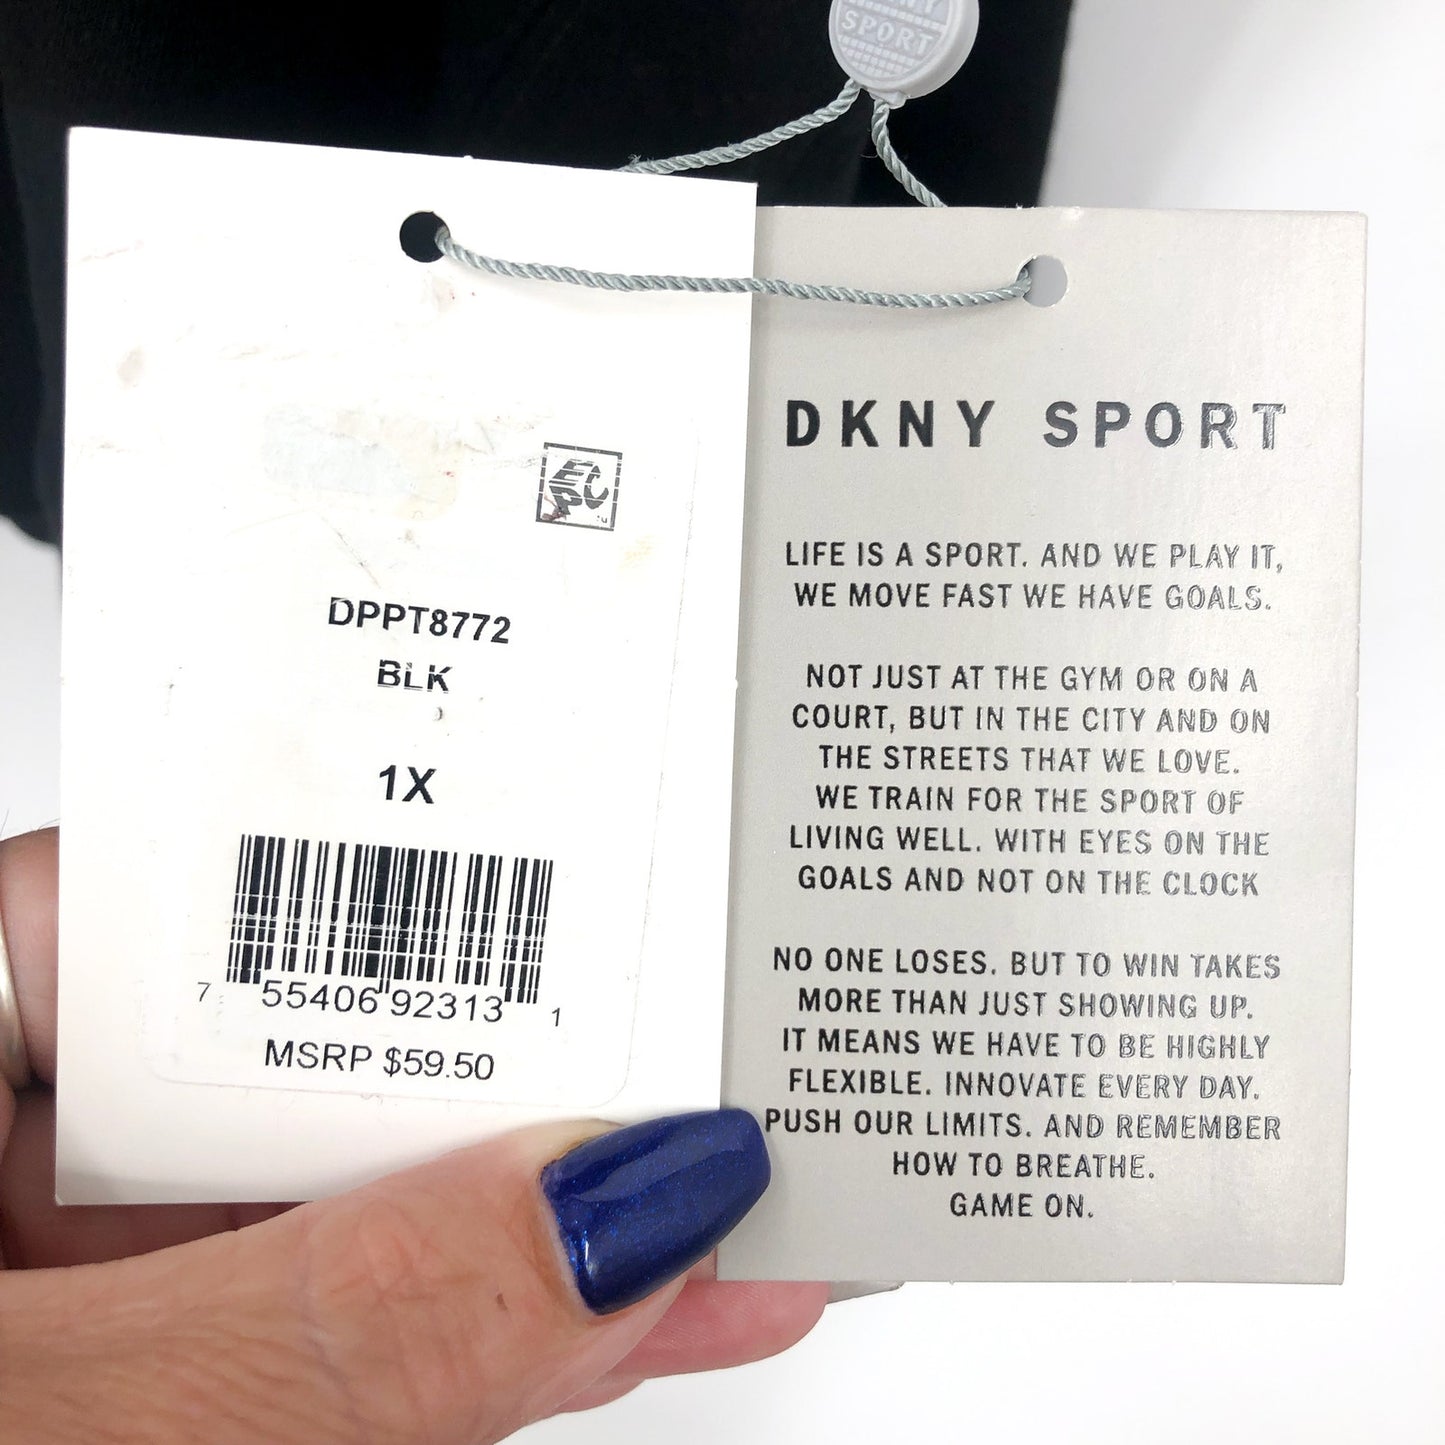 SPORT
EPC
DPPT8772
BLK
1X
7 55406 92313 1
MSRP $59.50
DKNY SPORT
LIFE IS A SPORT. AND WE PLAY IT,
WE MOVE FAST WE HAVE GOALS.
NOT JUST AT THE GYM OR ON A
COURT, BUT IN THE CITY AND ON
THE STREETS THAT WE LOVE.
WE TRAIN FOR THE SPORT OF
LIVING WELL. WITH EYES ON THE
GOALS AND NOT ON THE CLOCK
NO ONE LOSES. BUT TO WIN TAKES
MORE THAN JUST SHOWING UP.
IT MEANS WE HAVE TO BE HIGHLY
FLEXIBLE. INNOVATE EVERY DAY.
PUSH OUR LIMITS. AND REMEMBER
HOW TO BREATHE.
GAME ON.